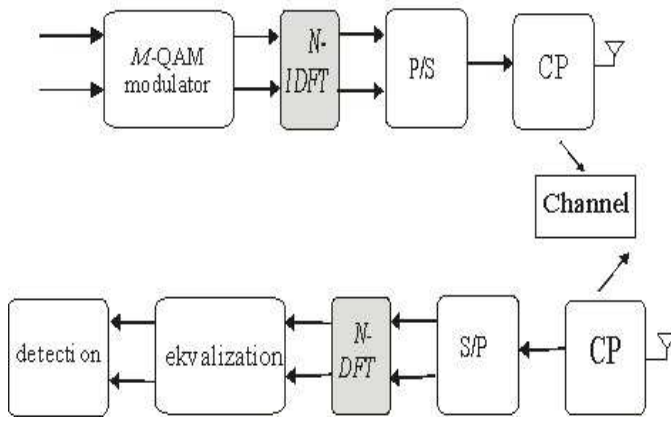 M-QAM
modulator
N-
IDFT
P/S
CP
Channel
detection
ekvalization
N-
DFT
S/P
CP